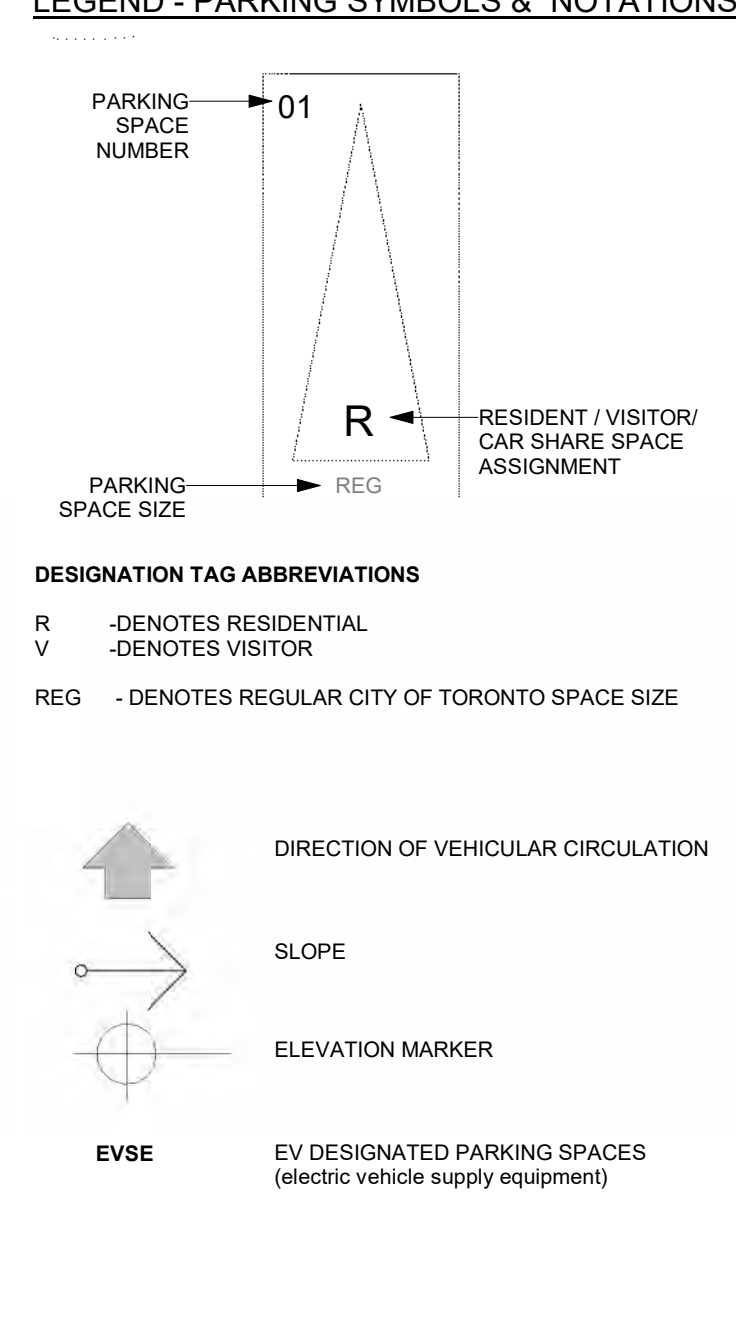 LEGEND - PARKING SYMBOLS & NOTATIONS
PARKING
SPACE
NUMBER
01
R
RESIDENT / VISITOR/
CAR SHARE SPACE
ASSIGNMENT
PARKING
SPACE SIZE
REG
DESIGNATION TAG ABBREVIATIONS
R -DENOTES RESIDENTIAL
V -DENOTES VISITOR
REG - DENOTES REGULAR CITY OF TORONTO SPACE SIZE
DIRECTION OF VEHICULAR CIRCULATION
SLOPE
ELEVATION MARKER
EVSE EV DESIGNATED PARKING SPACES
(electric vehicle supply equipment)